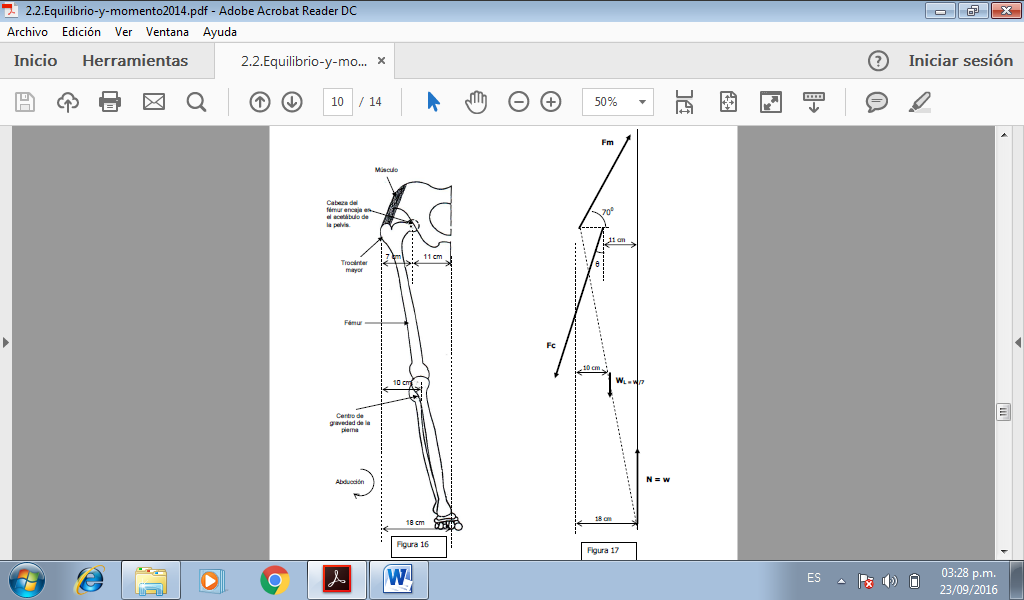 2.2.Equilibrio-y-momento2014.pdf - Adobe Acrobat Reader DC
Archivo Edición Ver Ventana Ayuda
Inicio Herramientas 2.2.Equilibrio-y-mo... × ? Iniciar sesión
10 / 14 50%
Músculo
Cabeza del
fémur encaja en
el acetábulo de
la pelvis.
Trocánter
mayor
7 cm 11 cm
Fémur
10 cm
Centro de
gravedad de la
pierna
Abducción
18 cm
Figura 16
Fm
70⁰
11 cm
θ
Fc
10 cm
WL = w/7
N = w
18 cm
Figura 17
ES 03:28 p.m.
23/09/2016